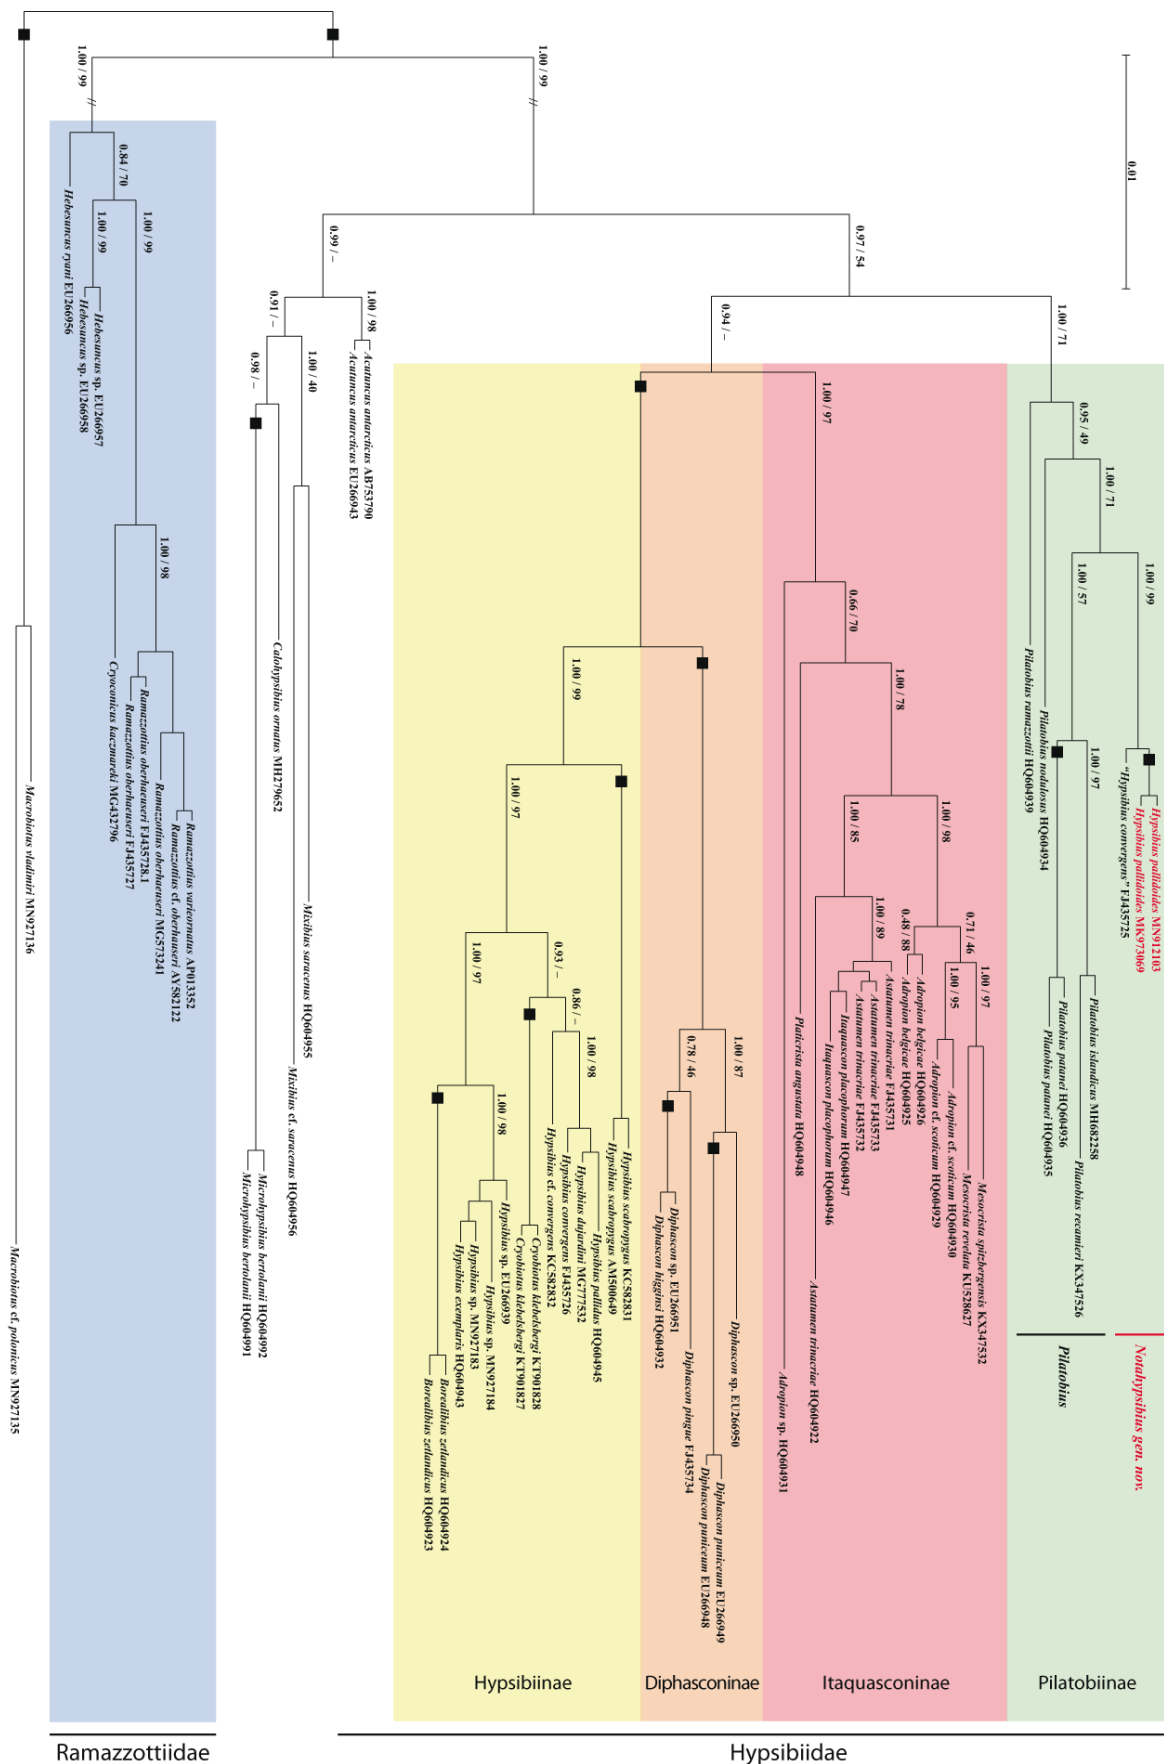 0.01
1.00 / 99
1.00 / 99
0.97 / 54
0.99 / –
1.00 / 71
0.94 / –
0.95 / 49
1.00 / 71
1.00 / 99
1.00 / 57
1.00 / 97
Hypsibius pallidoides MN912103
Hypsibius pallidoides MK973069
"Hypsibius convergens" FJ435725
Pilatobius islandicus MH682258
Pilatobius recamieri KX347526
Pilatobius patanei HQ604936
Pilatobius patanei HQ604935
Pilatobius nodulosus HQ604934
Pilatobius ramazzottii HQ604939
Notahypsibius gen. nov.
Pilatobius
Pilatobiinae
1.00 / 97
0.66 / 70
1.00 / 78
1.00 / 98
0.71 / 46
1.00 / 97
1.00 / 95
0.48 / 88
1.00 / 85
1.00 / 89
Mesocrista spitzbergensis KX347532
Mesocrista revelata KU528627
Adropion cf. scoticum HQ604930
Adropion cf. scoticum HQ604929
Adropion belgicae HQ604926
Adropion belgicae HQ604925
Astatumen trinacriae FJ435731
Astatumen trinacriae FJ435733
Astatumen trinacriae FJ435732
Itaquascon placophorum HQ604947
Itaquascon placophorum HQ604946
Astatumen trinacriae HQ604922
Platicrista angustata HQ604948
Adropion sp. HQ604931
Itaquasconinae
1.00 / 87
0.78 / 46
Diphascon sp. EU266950
Diphascon puniceum EU266949
Diphascon puniceum EU266948
Diphascon pingue FJ435734
Diphascon sp. EU266951
Diphascon higginsi HQ604932
Diphasconinae
1.00 / 99
1.00 / 97
0.93 / –
0.86 / –
1.00 / 98
1.00 / 97
1.00 / 98
Hypsibius scabropygus KC582831
Hypsibius scabropygus AM500649
Hypsibius pallidus HQ604945
Hypsibius dujardini MG777532
Hypsibius convergens FJ435726
Hypsibius cf. convergens KC582832
Cryobiotus klebelsbergi KT901828
Cryobiotus klebelsbergi KT901827
Hypsibius sp. EU266939
Hypsibius sp. MN927184
Hypsibius sp. MN927183
Hypsibius exemplaris HQ604943
Borealibius zetlandicus HQ604924
Borealibius zetlandicus HQ604923
Hypsibiinae
Hypsibiidae
1.00 / 98
0.91 / –
1.00 / 40
0.98 / –
Acutuncus antarcticus AB753790
Acutuncus antarcticus EU266943
Mixibius saracenus HQ604955
Mixibius cf. saracenus HQ604956
Calohypsibius ornatus MH279652
Microhypsibius bertolanii HQ604992
Microhypsibius bertolanii HQ604991
0.84 / 70
1.00 / 99
1.00 / 99
1.00 / 98
Ramazzottius varieornatus AP013352
Ramazzottius cf. oberhauseri AY582122
Ramazzottius oberhaeuseri MG573241
Ramazzottius oberhaeuseri FJ435728.1
Ramazzottius oberhaeuseri FJ435727
Cryoconicus kaczmareki MG432796
Hebesuncus sp. EU266957
Hebesuncus sp. EU266958
Hebesuncus ryani EU266956
Ramazzottiidae
Macrobiotus vladimiri MN927136
Macrobiotus cf. polonicus MN927135